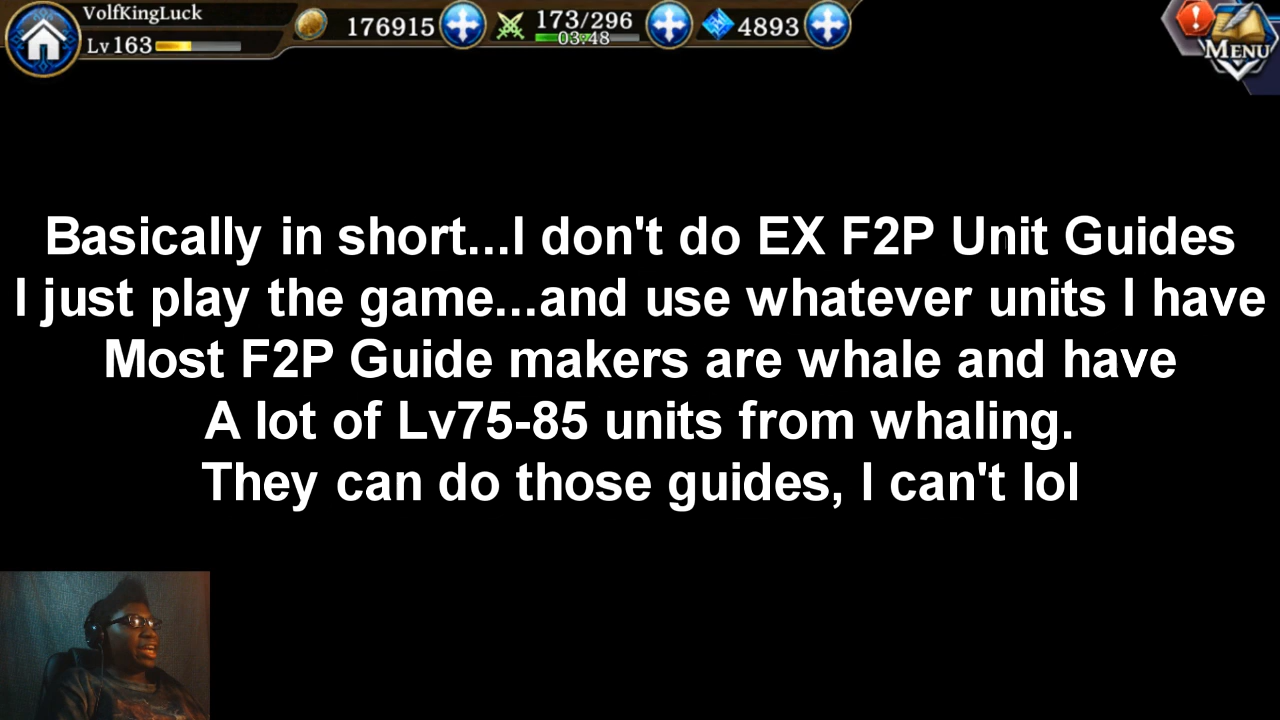 VolfKingLuck
Lv 163
176915
173/296
03:48
4893
MENU
Basically in short...I don't do EX F2P Unit Guides
I just play the game...and use whatever units I have
Most F2P Guide makers are whale and have
A lot of Lv75-85 units from whaling.
They can do those guides, I can't lol